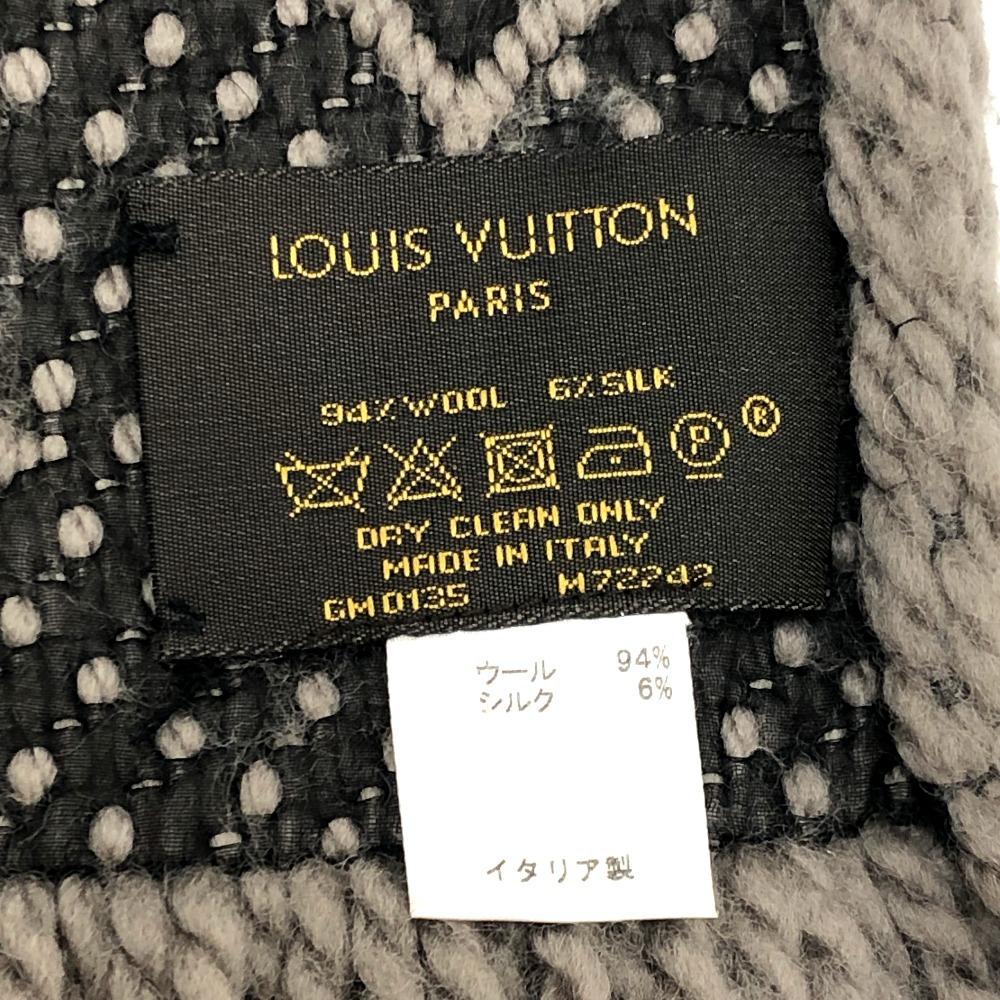 LOUIS VUITTON
PARIS
94% WOOL 6% SILK
P ®
DRY CLEAN ONLY
MADE IN ITALY
GM0135 M72242
ウール 94%
シルク 6%
イタリア製